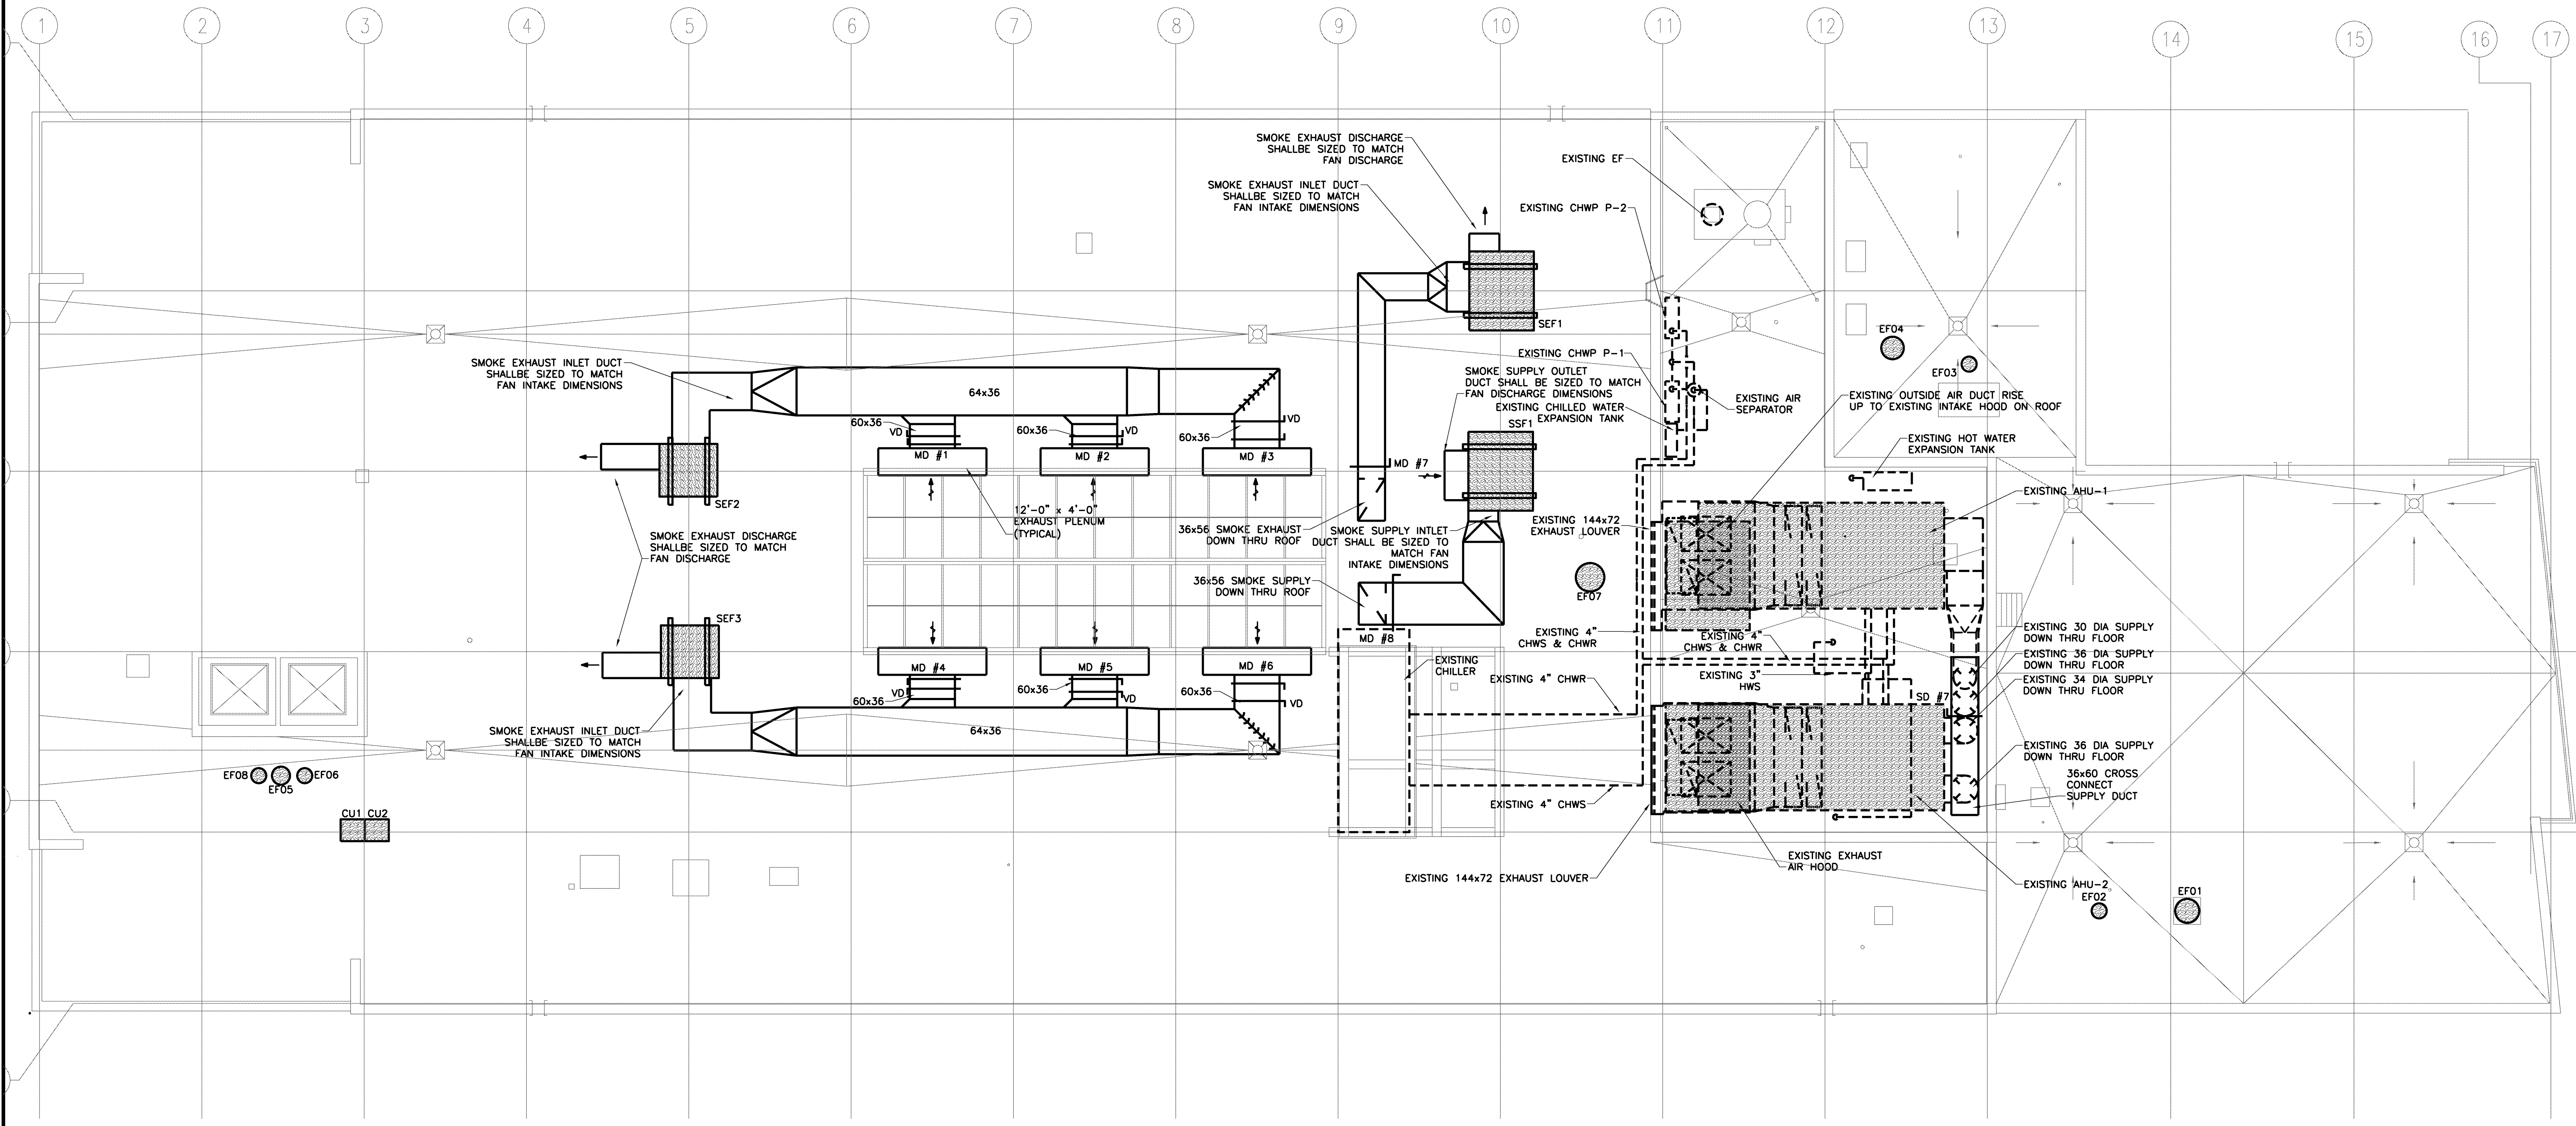 1
2
3
4
5
6
7
8
9
10
11
12
13
14
15
16
17
SMOKE EXHAUST DISCHARGE
SHALLBE SIZED TO MATCH
FAN DISCHARGE
SMOKE EXHAUST INLET DUCT
SHALLBE SIZED TO MATCH
FAN INTAKE DIMENSIONS
EXISTING EF
EXISTING CHWP P-2
SEF1
EXISTING CHWP P-1
SMOKE SUPPLY OUTLET
DUCT SHALL BE SIZED TO MATCH
FAN DISCHARGE DIMENSIONS
EXISTING CHILLED WATER
EXPANSION TANK
SSF1
EXISTING AIR
SEPARATOR
EF04
EF03
EXISTING OUTSIDE AIR DUCT RISE
UP TO EXISTING INTAKE HOOD ON ROOF
EXISTING HOT WATER
EXPANSION TANK
EXISTING AHU-1
SMOKE EXHAUST INLET DUCT
SHALLBE SIZED TO MATCH
FAN INTAKE DIMENSIONS
64x36
60x36
VD
60x36
VD
60x36
VD
MD #1
MD #2
MD #3
MD #7
SEF2
12'-0" x 4'-0"
EXHAUST PLENUM
(TYPICAL)
36x56 SMOKE EXHAUST
DOWN THRU ROOF
SMOKE SUPPLY INTLET
DUCT SHALL BE SIZED TO
MATCH FAN
INTAKE DIMENSIONS
EXISTING 144x72
EXHAUST LOUVER
SMOKE EXHAUST DISCHARGE
SHALLBE SIZED TO MATCH
FAN DISCHARGE
36x56 SMOKE SUPPLY
DOWN THRU ROOF
EF07
SEF3
MD #8
EXISTING 4"
CHWS & CHWR
EXISTING 4"
CHWS & CHWR
EXISTING 30 DIA SUPPLY
DOWN THRU FLOOR
EXISTING 36 DIA SUPPLY
DOWN THRU FLOOR
EXISTING 34 DIA SUPPLY
DOWN THRU FLOOR
MD #4
MD #5
MD #6
EXISTING
CHILLER
EXISTING 4" CHWR
EXISTING 3"
HWS
SD #7
60x36
VD
60x36
VD
60x36
VD
64x36
SMOKE EXHAUST INLET DUCT
SHALLBE SIZED TO MATCH
FAN INTAKE DIMENSIONS
EXISTING 36 DIA SUPPLY
DOWN THRU FLOOR
36x60 CROSS
CONNECT
SUPPLY DUCT
EF08
EF05
EF06
CU1 CU2
EXISTING 4" CHWS
EXISTING EXHAUST
AIR HOOD
EXISTING 144x72 EXHAUST LOUVER
EXISTING AHU-2
EF02
EF01